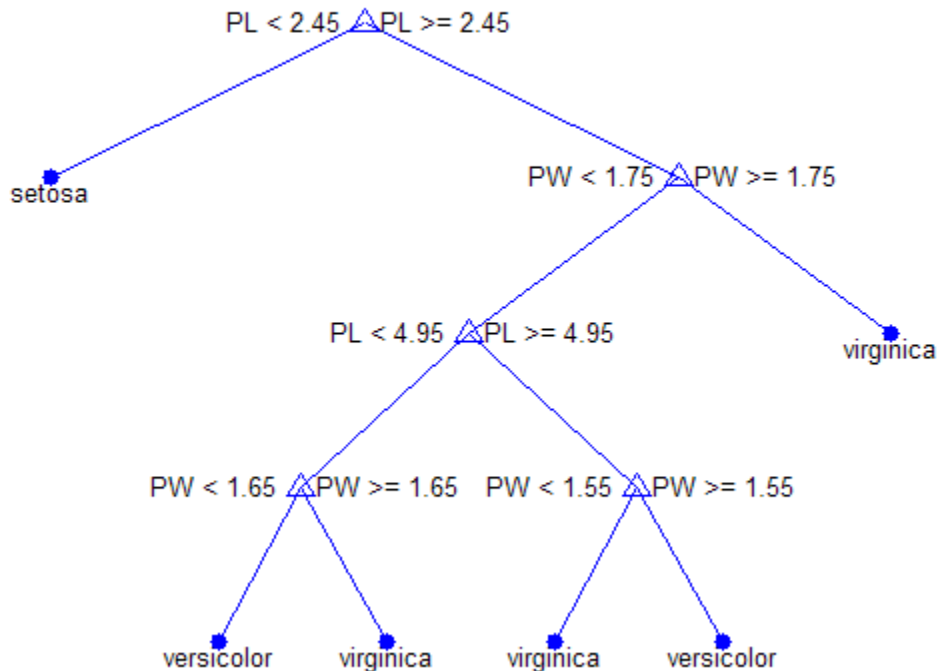 PL < 2.45 PL >= 2.45
setosa
PW < 1.75 PW >= 1.75
PL < 4.95 PL >= 4.95
virginica
PW < 1.65 PW >= 1.65 PW < 1.55 PW >= 1.55
versicolor virginica virginica versicolor